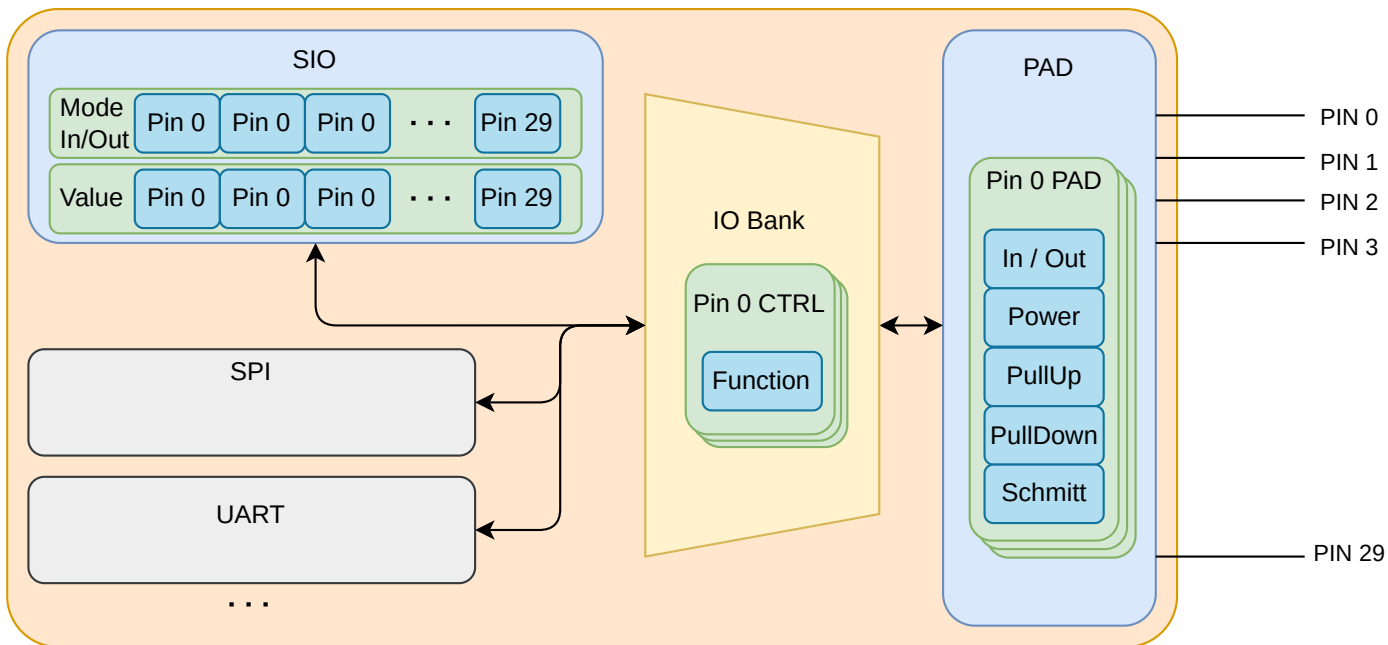 SIO
Mode
In/Out
Pin 0 Pin 0 Pin 0 · · · Pin 29
Value Pin 0 Pin 0 Pin 0 · · · Pin 29
SPI
UART
· · ·
IO Bank
Pin 0 CTRL
Function
PAD
Pin 0 PAD
In / Out
Power
PullUp
PullDown
Schmitt
PIN 0
PIN 1
PIN 2
PIN 3
PIN 29